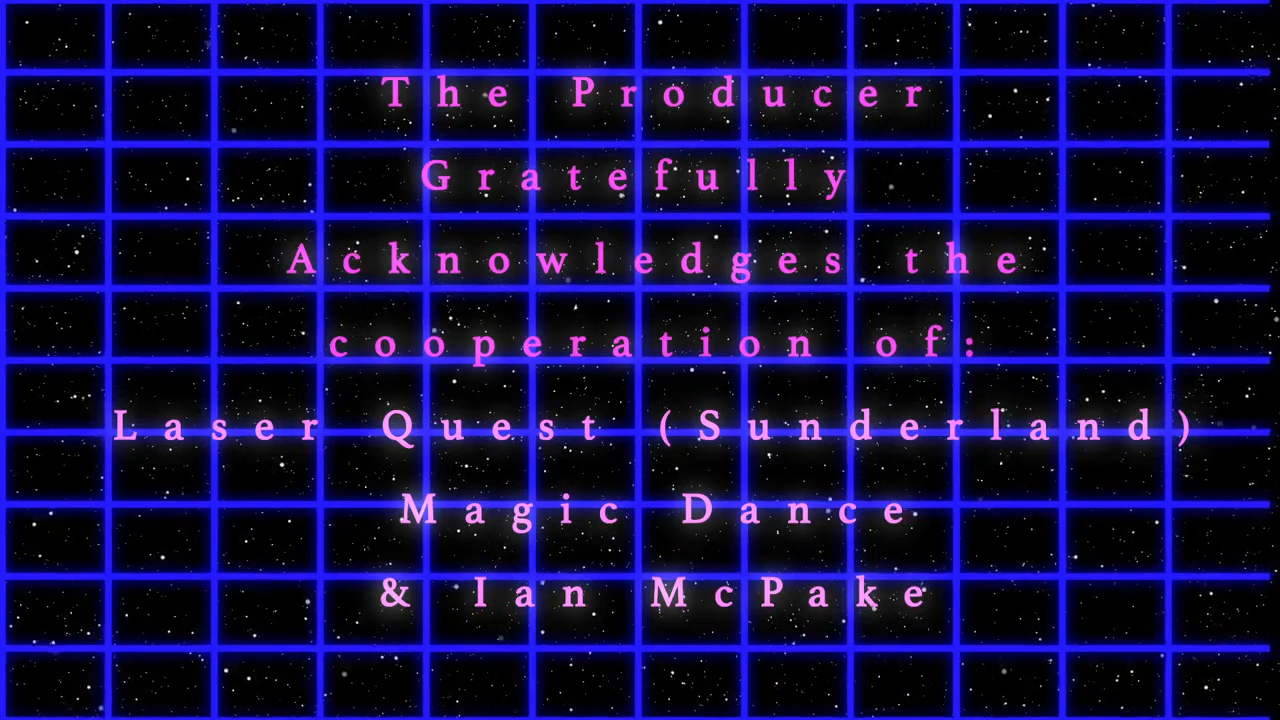 The Producer
Gratefully
Acknowledges the
cooperation of:
Laser Quest (Sunderland)
Magic Dance
& Ian McPake